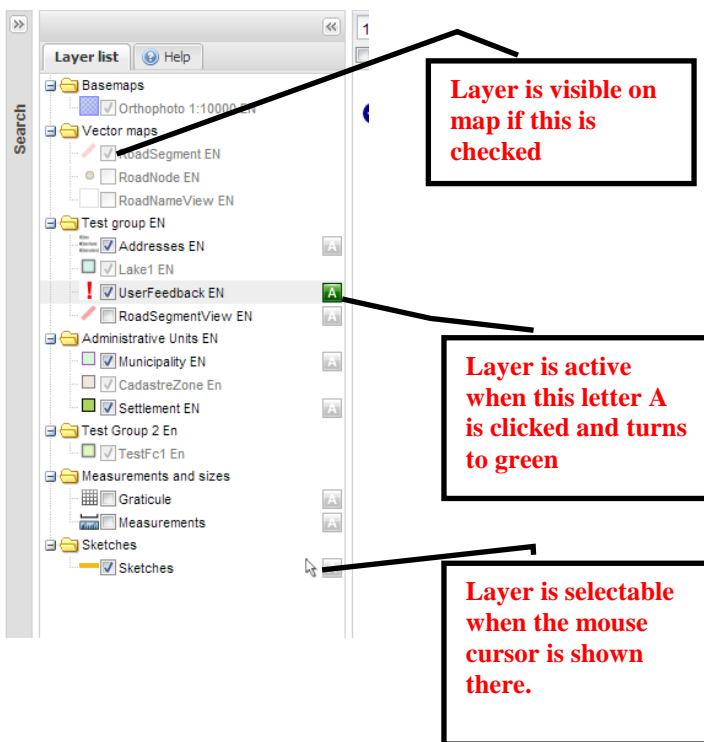 Search
1
Layer list
Help
Basemaps
Orthophoto 1:10000 EN
Vector maps
RoadSegment EN
RoadNode EN
RoadNameView EN
Test group EN
Addresses EN A
Lake1 EN
UserFeedback EN A
RoadSegmentView EN A
Administrative Units EN
Municipality EN A
CadastreZone En
Settlement EN A
Test Group 2 En
TestFc1 En
Measurements and sizes
Graticule A
Measurements A
Sketches
Sketches
Layer is visible on
map if this is
checked
Layer is active
when this letter A
is clicked and turns
to green
Layer is selectable
when the mouse
cursor is shown
there.